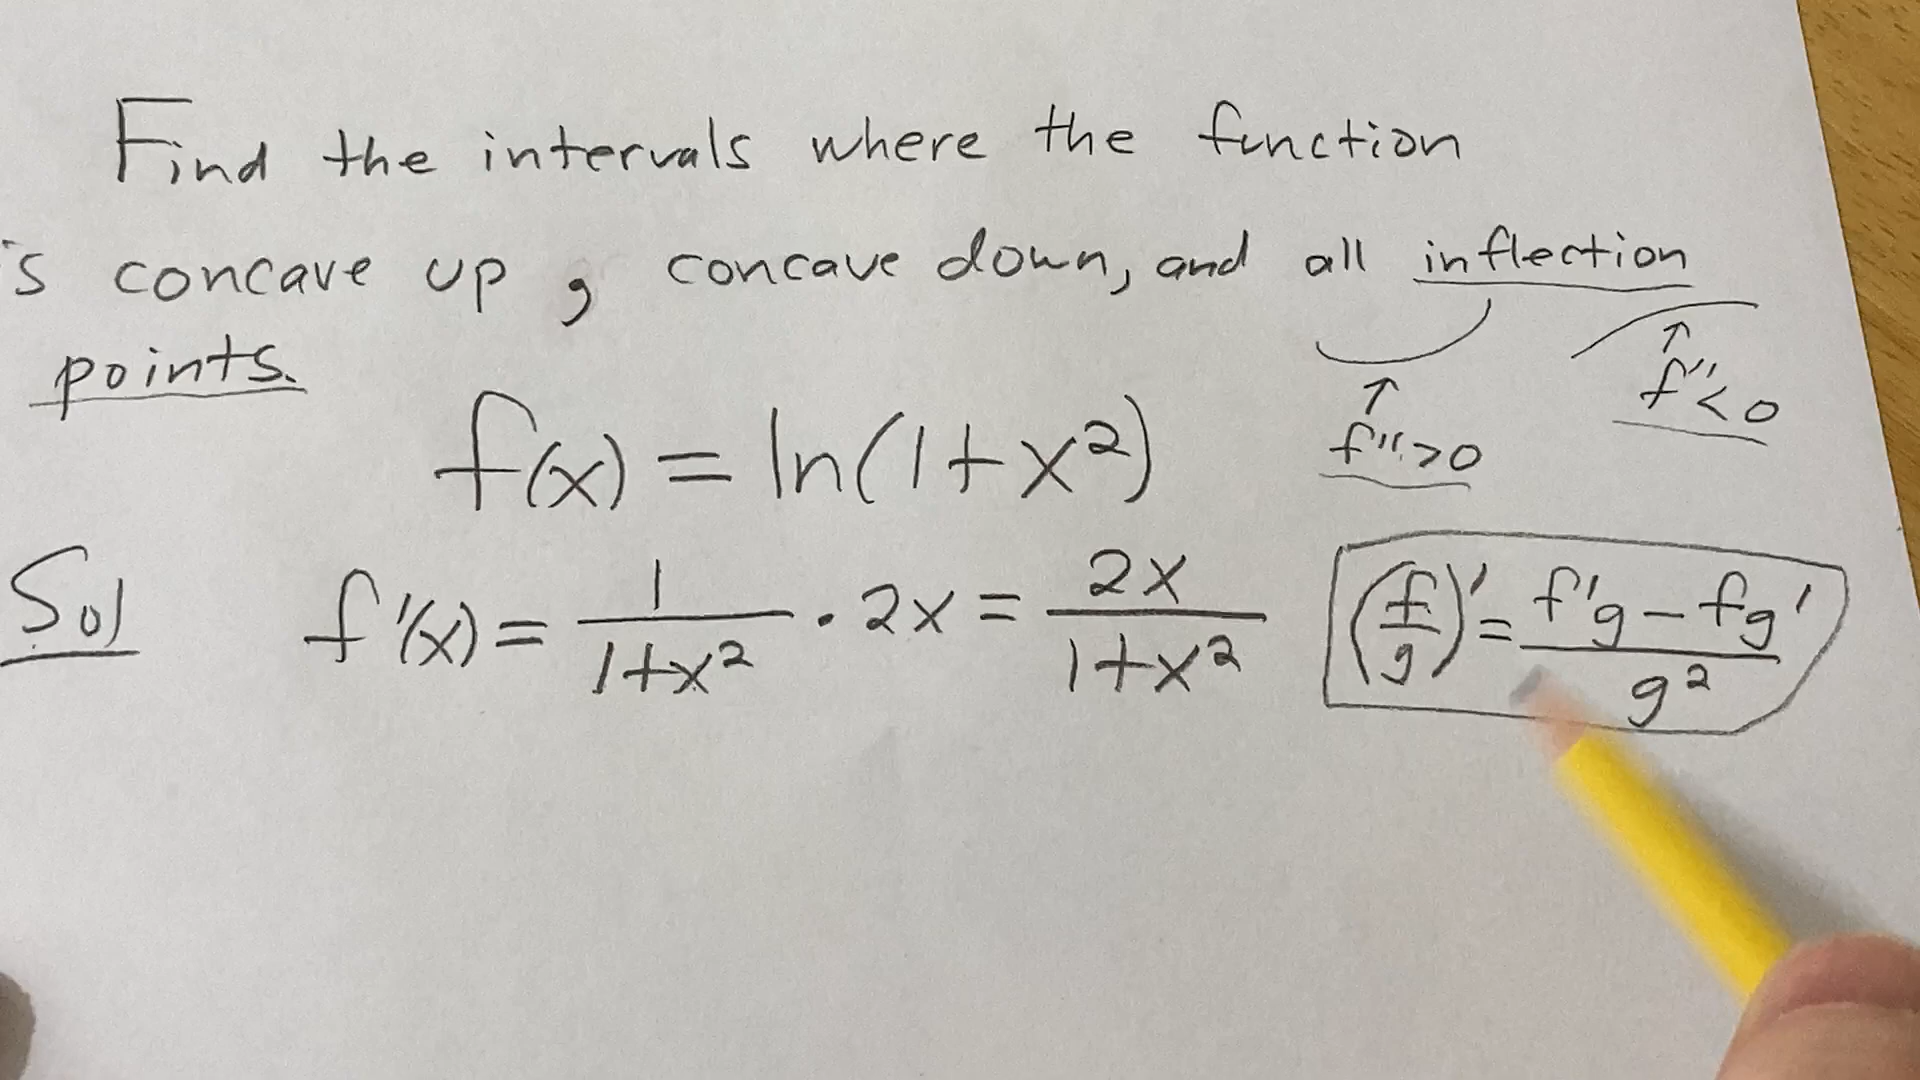 Find the intervals where the function
is concave up, concave down, and all inflection
points.
f''>0
f''<0
f(x) = ln(1+x²)
Sol f'(x) = 1/(1+x²) · 2x = 2x/(1+x²)
(f/g)' = (f'g - fg')/g²